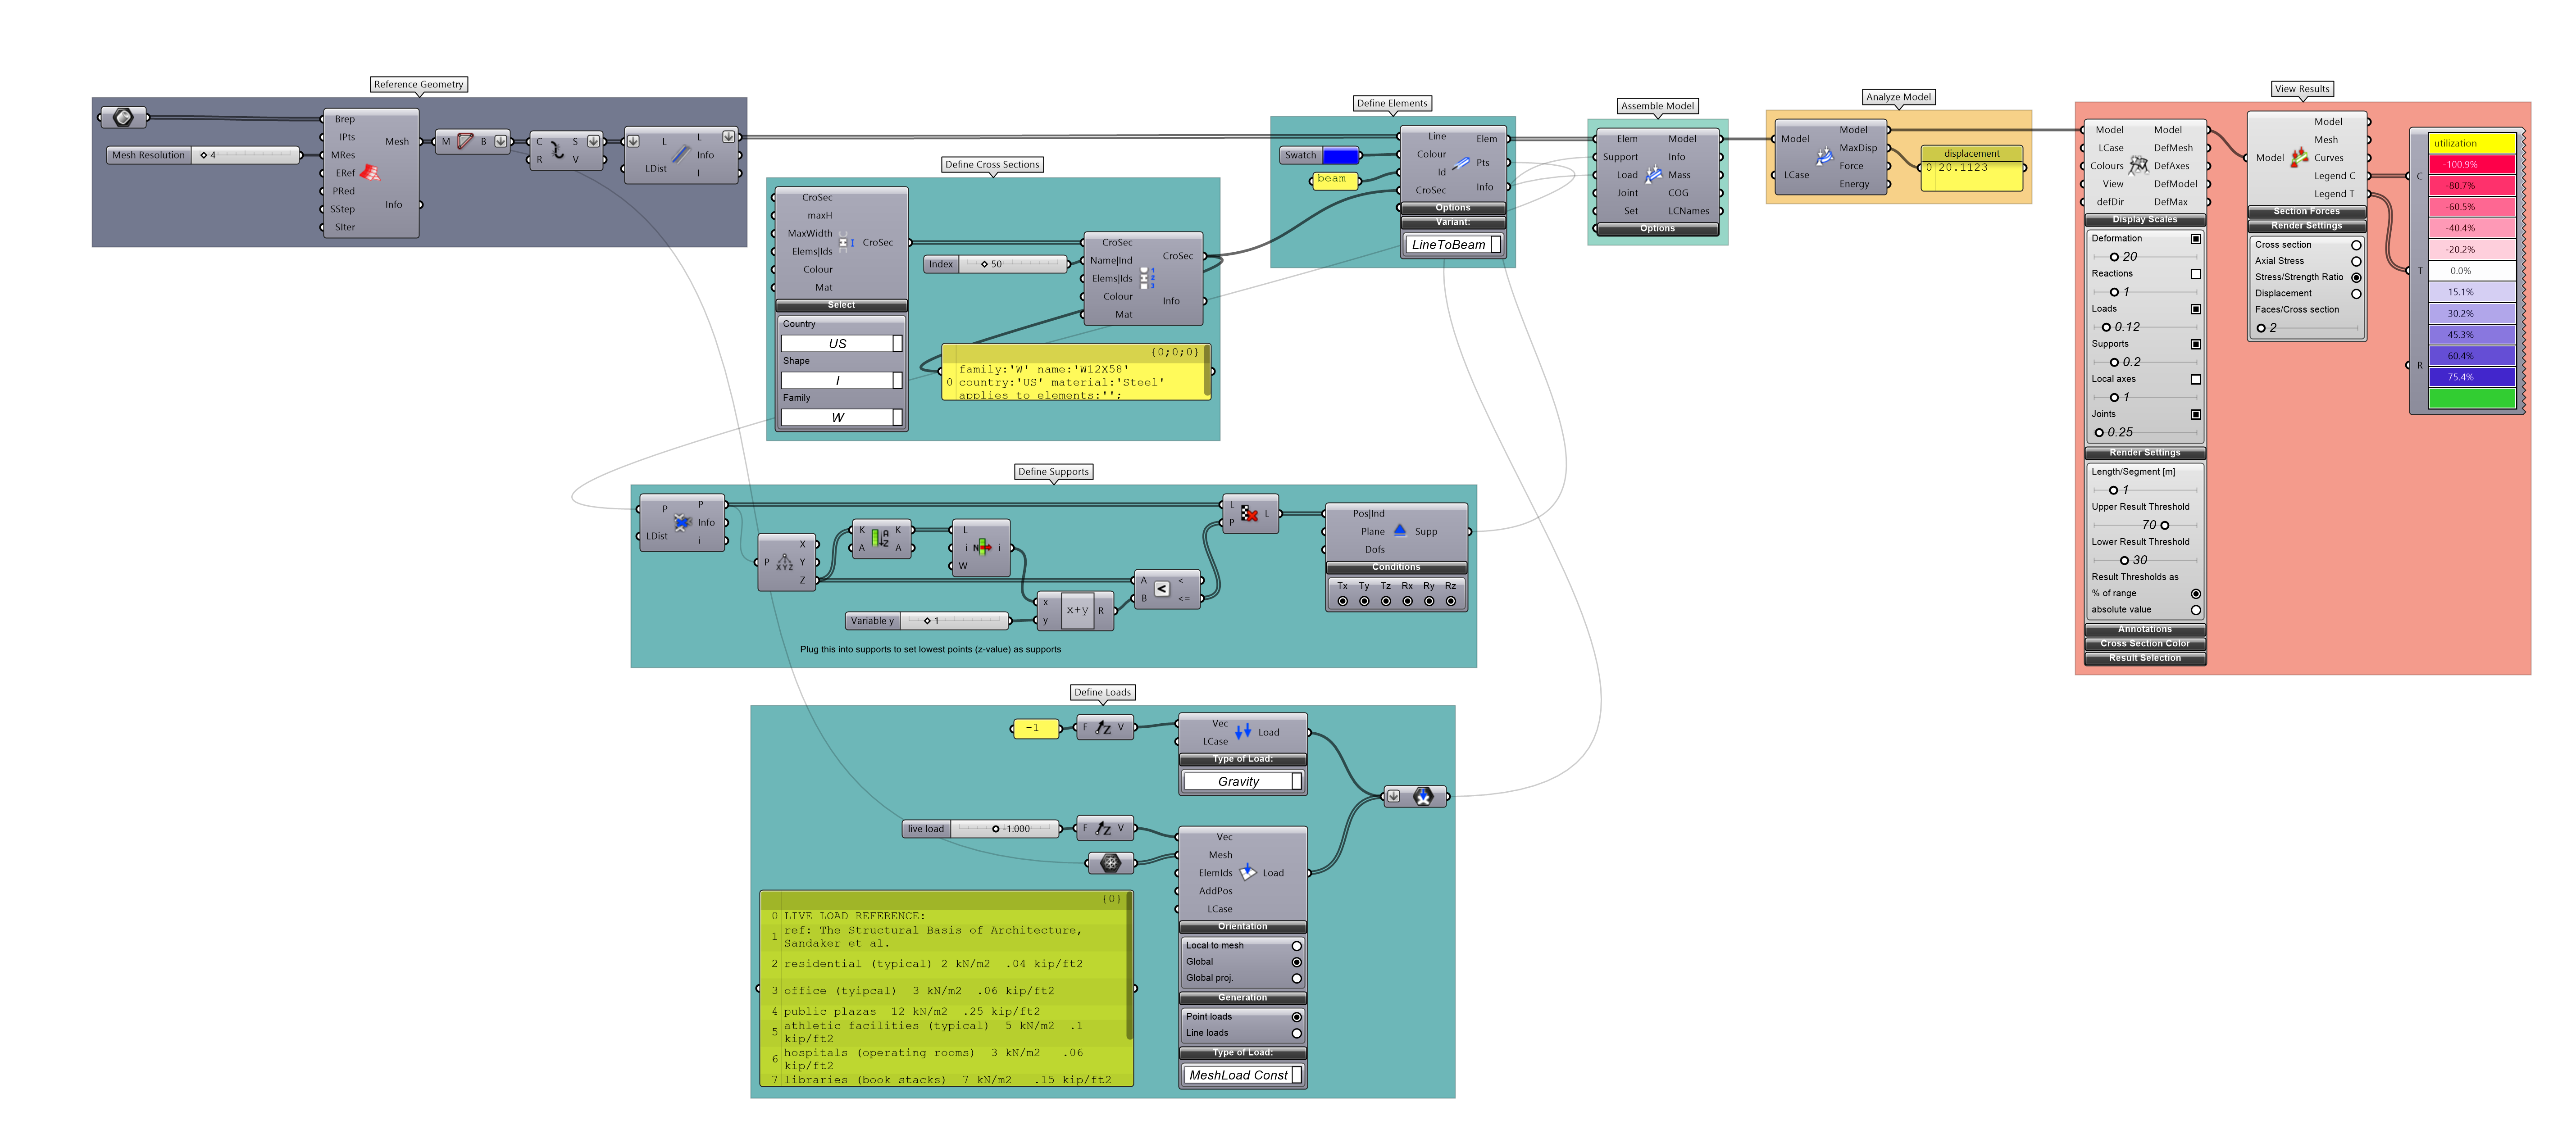 Reference Geometry
Brep
IPts
MRes
ERef
PRed
SStep
SIter
Mesh
Info
Mesh Resolution
4
M B
C S
R V
L L
Info
LDist I
Define Cross Sections
CroSec
maxH
MaxWidth
Elems|Ids
Colour
Mat
CroSec
Select
Country
US
Shape
I
Family
W
Index
50
CroSec
Name|Ind
Elems|Ids
Colour
Mat
CroSec
Info
{0;0;0}
family:'W' name:'W12X58'
0 country:'US' material:'Steel'
applies to elements:'';
Define Elements
Swatch
beam
Line Elem
Colour
Pts
Id
CroSec
Info
Options
Variant:
LineToBeam
Assemble Model
Elem Model
Support Info
Load Mass
Joint COG
Set LCNames
Options
Analyze Model
Model
Model
MaxDisp
Force
LCase
Energy
displacement
0 20.1123
View Results
Model Model
LCase DefMesh
Colours DefAxes
View DefModel
defDir DefMax
Display Scales
Deformation
20
Reactions
1
Loads
0.12
Supports
0.2
Local axes
1
Joints
0.25
Render Settings
Length/Segment [m]
1
Upper Result Threshold
70
Lower Result Threshold
30
Result Thresholds as
% of range
absolute value
Annotations
Cross Section Color
Result Selection
Model
Mesh
Model Curves
Legend C
Legend T
Section Forces
Render Settings
Cross section
Axial Stress
Stress/Strength Ratio
Displacement
Faces/Cross section
2
C
T
R
utilization
-100.9%
-80.7%
-60.5%
-40.4%
-20.2%
0.0%
15.1%
30.2%
45.3%
60.4%
75.4%
Define Supports
P P
Info
LDist i
P XYZ
X
Y
Z
K K
A A
AZ
L
i N i
W
Variable y
1
x
y
x+y
R
A <
B <=
<
L
P
L
Pos|Ind
Plane Supp
Dofs
Conditions
Tx Ty Tz Rx Ry Rz
Plug this into supports to set lowest points (z-value) as supports
Define Loads
-1
F Z V
Vec
Load
LCase
Type of Load:
Gravity
live load
-1.000
F Z V
Vec
Mesh
ElemIds Load
AddPos
LCase
Orientation
Local to mesh
Global
Global proj.
Generation
Point loads
Line loads
Type of Load:
MeshLoad Const
{0}
0 LIVE LOAD REFERENCE:
1 ref: The Structural Basis of Architecture,
Sandaker et al.
2 residential (typical) 2 kN/m2 .04 kip/ft2
3 office (tyipcal) 3 kN/m2 .06 kip/ft2
4 public plazas 12 kN/m2 .25 kip/ft2
5 athletic facilities (typical) 5 kN/m2 .1
kip/ft2
6 hospitals (operating rooms) 3 kN/m2 .06
kip/ft2
7 libraries (book stacks) 7 kN/m2 .15 kip/ft2